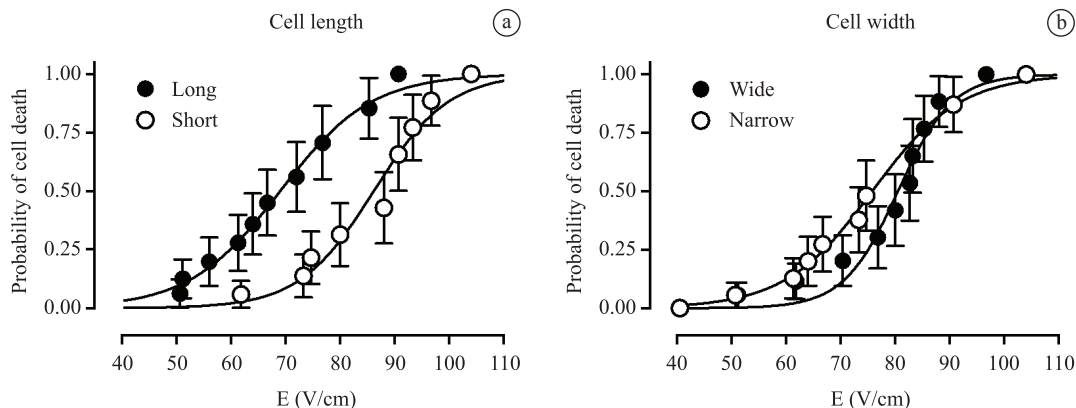 Cell length
a
Probability of cell death
1.00
0.75
0.50
0.25
0.00
Long
Short
40 50 60 70 80 90 100 110
E (V/cm)
Cell width
b
Probability of cell death
1.00
0.75
0.50
0.25
0.00
Wide
Narrow
40 50 60 70 80 90 100 110
E (V/cm)